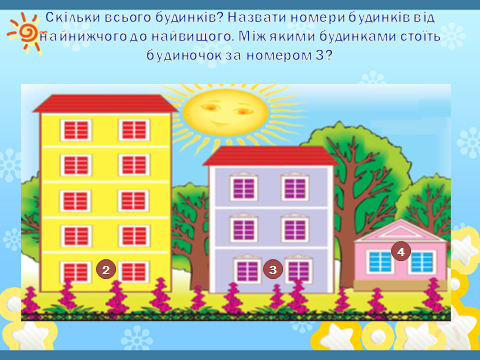 Скільки всього будинків? Назвати номери будинків від
найнижчого до найвищого. Між якими будинками стоїть
будиночок за номером 3?
2
3
4